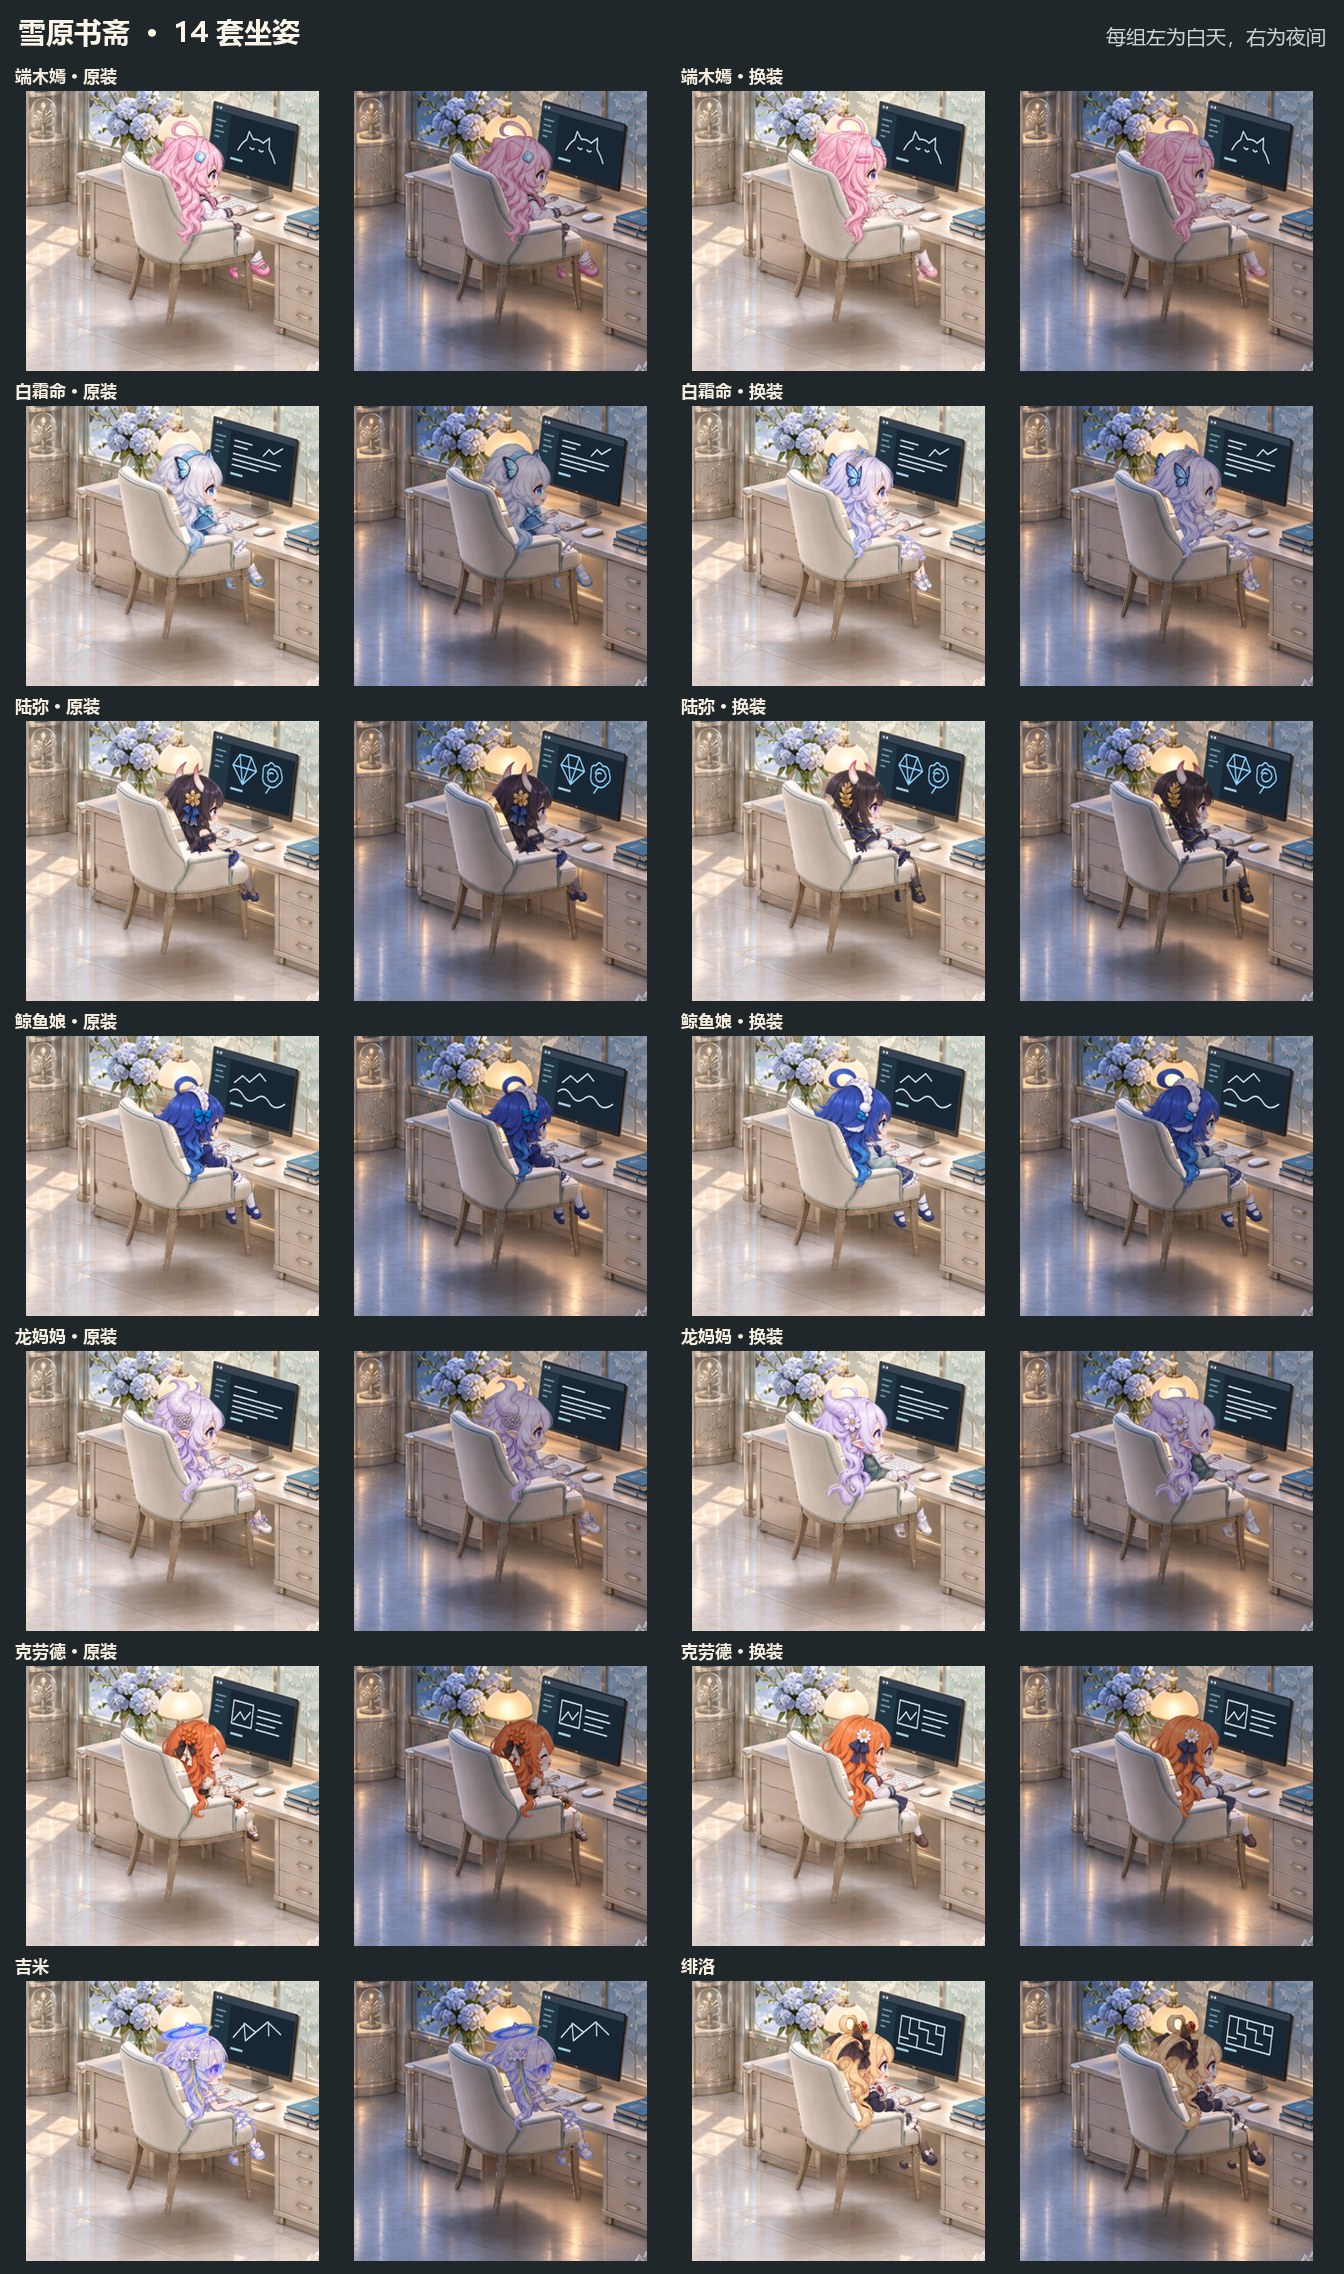 雪原书斋 • 14 套坐姿
每组左为白天，右为夜间
端木嫣 • 原装
端木嫣 • 换装
白霜命 • 原装
白霜命 • 换装
陆弥 • 原装
陆弥 • 换装
鲸鱼娘 • 原装
鲸鱼娘 • 换装
龙妈妈 • 原装
龙妈妈 • 换装
克劳德 • 原装
克劳德 • 换装
吉米
绯洛